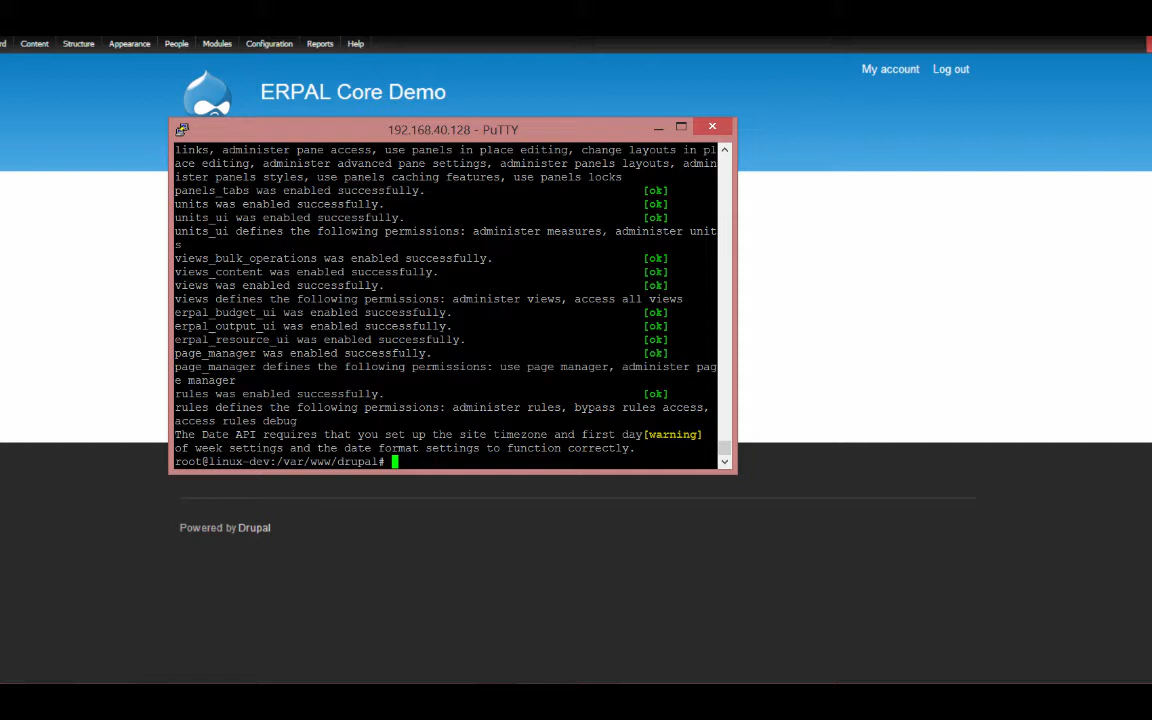 rd Content Structure Appearance People Modules Configuration Reports Help
My account Log out
ERPAL Core Demo
192.168.40.128 - PuTTY
links, administer pane access, use panels in place editing, change layouts in pl
ace editing, administer advanced pane settings, administer panels layouts, admin
ister panels styles, use panels caching features, use panels locks
panels_tabs was enabled successfully. [ok]
units was enabled successfully. [ok]
units_ui was enabled successfully. [ok]
units_ui defines the following permissions: administer measures, administer unit
s
views_bulk_operations was enabled successfully. [ok]
views_content was enabled successfully. [ok]
views was enabled successfully. [ok]
views defines the following permissions: administer views, access all views
erpal_budget_ui was enabled successfully. [ok]
erpal_output_ui was enabled successfully. [ok]
erpal_resource_ui was enabled successfully. [ok]
page_manager was enabled successfully. [ok]
page_manager defines the following permissions: use page manager, administer pag
e manager
rules was enabled successfully. [ok]
rules defines the following permissions: administer rules, bypass rules access,
access rules debug
The Date API requires that you set up the site timezone and first day[warning]
of week settings and the date format settings to function correctly.
root@linux-dev:/var/www/drupal#
Powered by Drupal